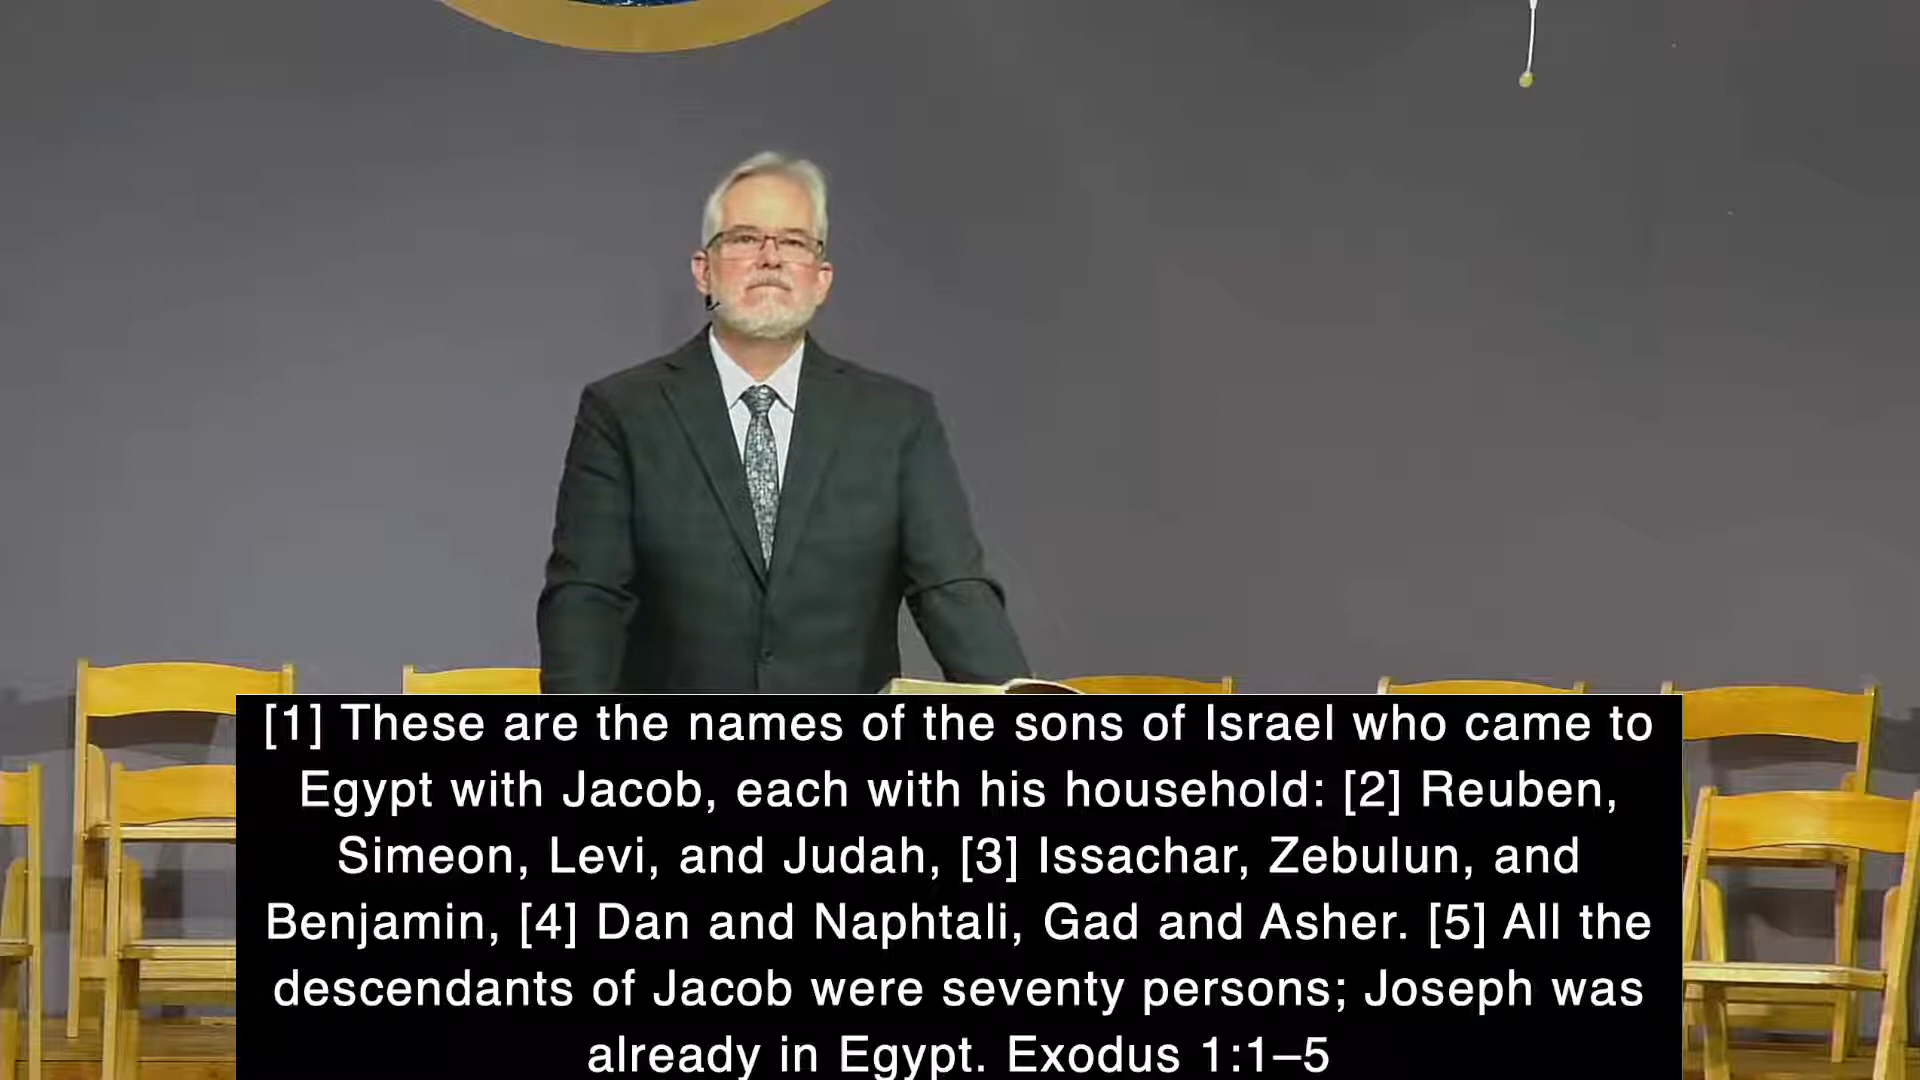 [1] These are the names of the sons of Israel who came to
Egypt with Jacob, each with his household: [2] Reuben,
Simeon, Levi, and Judah, [3] Issachar, Zebulun, and
Benjamin, [4] Dan and Naphtali, Gad and Asher. [5] All the
descendants of Jacob were seventy persons; Joseph was
already in Egypt. Exodus 1:1–5